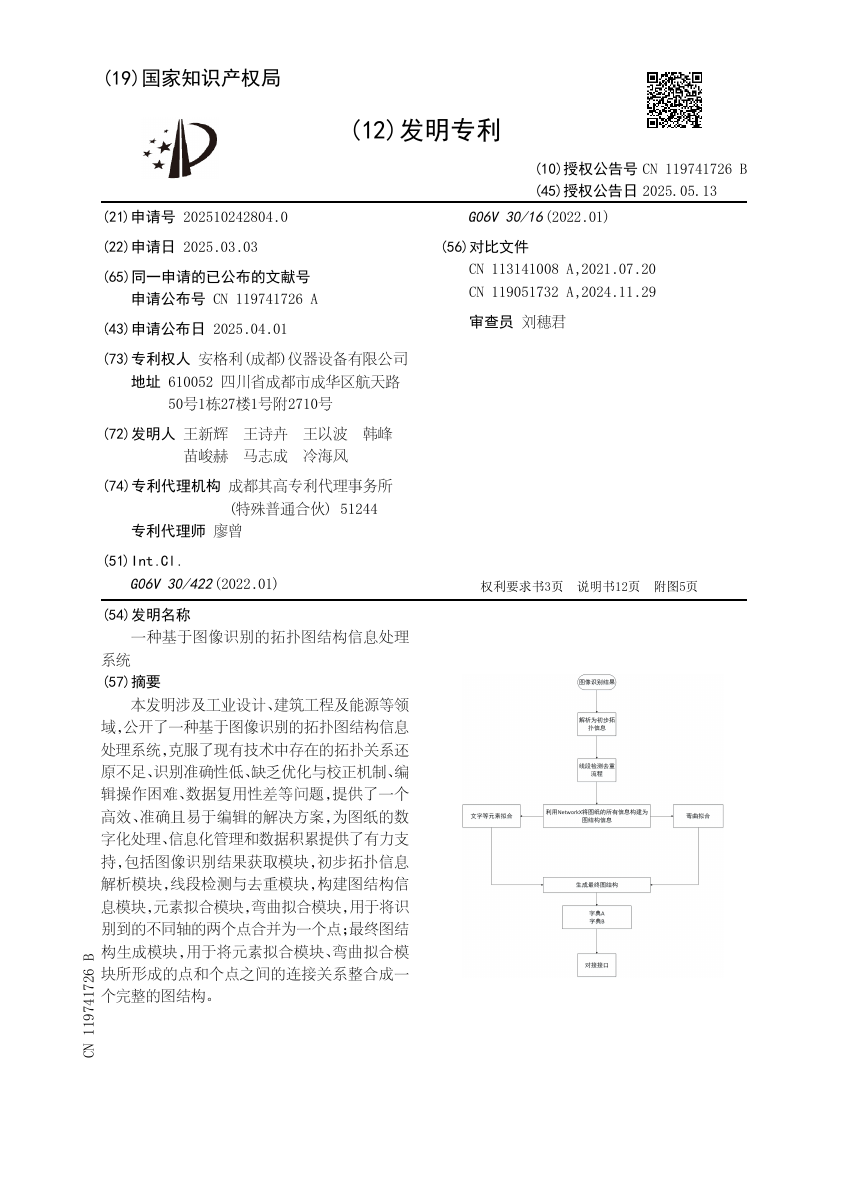 (19)国家知识产权局
(12)发明专利
(10)授权公告号 CN 119741726 B
(45)授权公告日 2025.05.13
(21)申请号 202510242804.0
(22)申请日 2025.03.03
(65)同一申请的已公布的文献号
申请公布号 CN 119741726 A
(43)申请公布日 2025.04.01
(73)专利权人 安格利(成都)仪器设备有限公司
地址 610052 四川省成都市成华区航天路
50号1栋27楼1号附2710号
(72)发明人 王新辉 王诗卉 王以波 韩峰
苗峻赫 马志成 冷海风
(74)专利代理机构 成都其高专利代理事务所
(特殊普通合伙) 51244
专利代理师 廖曾
(51)Int.Cl.
G06V 30/422(2022.01)
G06V 30/16(2022.01)
(56)对比文件
CN 113141008 A,2021.07.20
CN 119051732 A,2024.11.29
审查员 刘穗君
权利要求书3页 说明书12页 附图5页
(54)发明名称
一种基于图像识别的拓扑图结构信息处理
系统
(57)摘要
本发明涉及工业设计、建筑工程及能源等领
域,公开了一种基于图像识别的拓扑图结构信息
处理系统,克服了现有技术中存在的拓扑关系还
原不足、识别准确性低、缺乏优化与校正机制、编
辑操作困难、数据复用性差等问题,提供了一个
高效、准确且易于编辑的解决方案,为图纸的数
字化处理、信息化管理和数据积累提供了有力支
持,包括图像识别结果获取模块,初步拓扑信息
解析模块,线段检测与去重模块,构建图结构信
息模块,元素拟合模块,弯曲拟合模块,用于将识
别到的不同轴的两个点合并为一个点;最终图结
构生成模块,用于将元素拟合模块、弯曲拟合模
块所形成的点和个点之间的连接关系整合成一
个完整的图结构。
图像识别结果
解析为初步拓
扑信息
线段检测去重
流程
文字等元素拟合
利用NetworkX将图纸的所有信息构建为
图结构信息
弯曲拟合
生成最终图结构
字典A
字典B
对接接口
CN 119741726 B